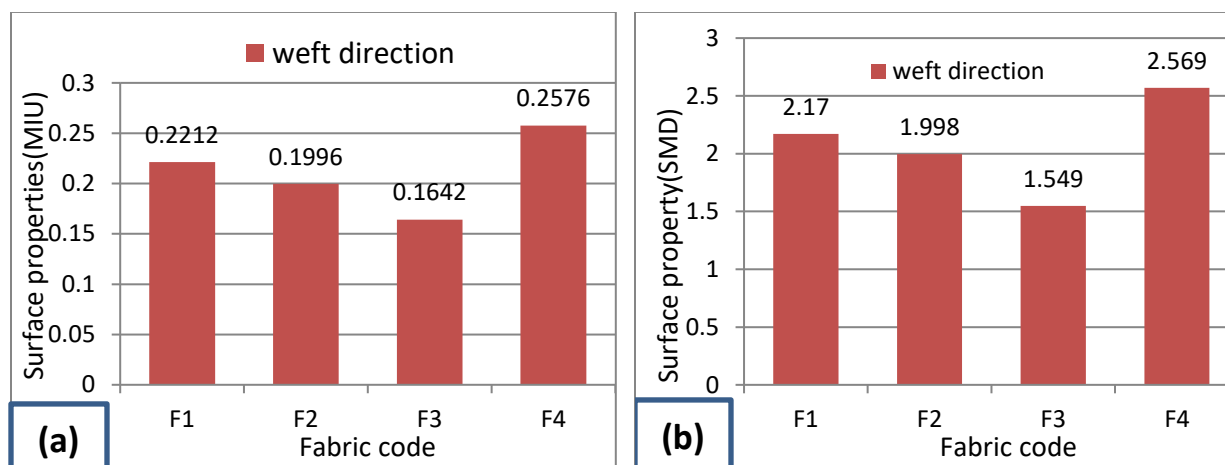 weft direction
Surface properties(MIU)
0.3
0.25
0.2
0.15
0.1
0.05
0
0.2212
0.1996
0.1642
0.2576
F1 F2 F3 F4
Fabric code
(a)
weft direction
Surface property(SMD)
3
2.5
2
1.5
1
0.5
0
2.17
1.998
1.549
2.569
F1 F2 F3 F4
Fabric code
(b)